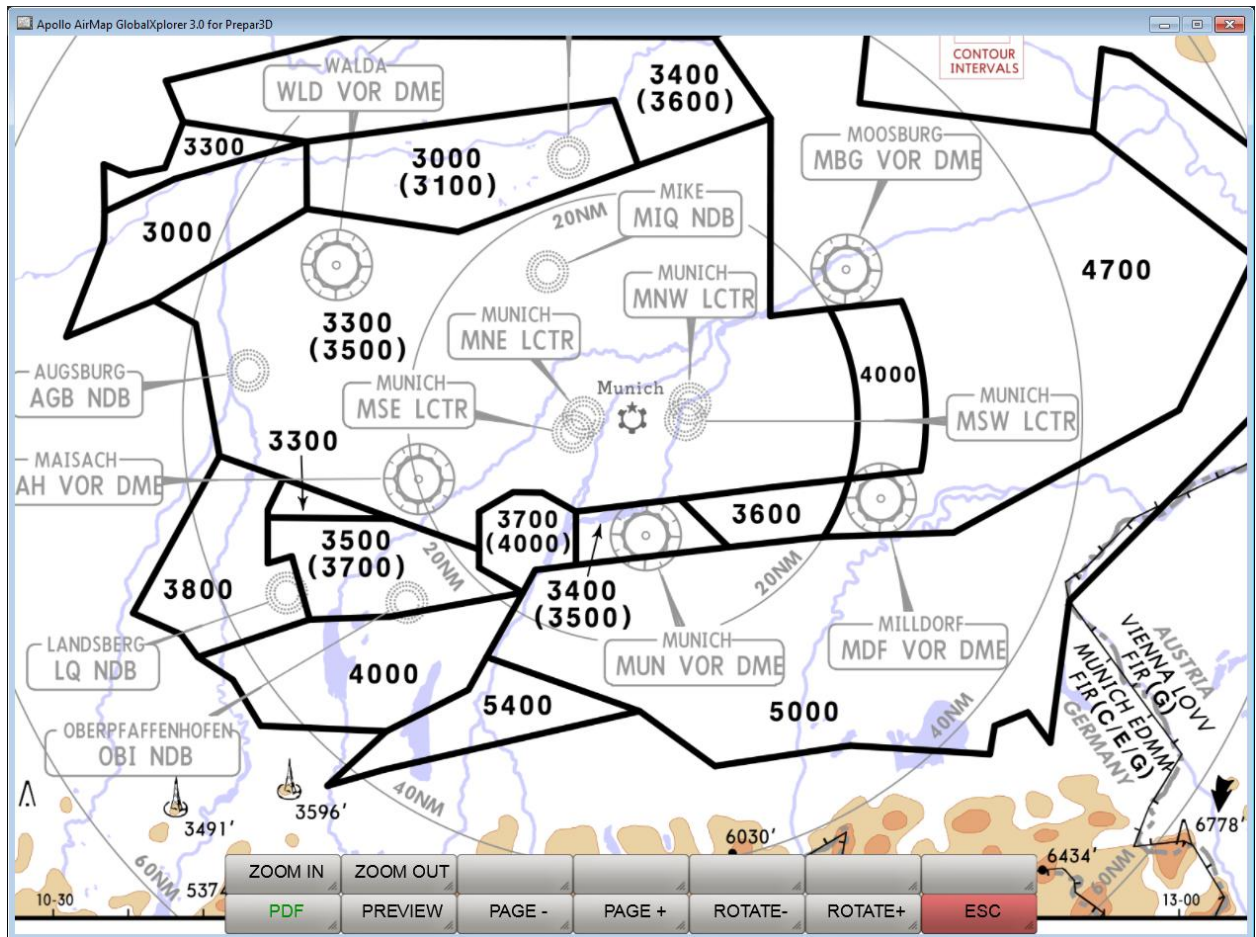 Apollo AirMap GlobalXplorer 3.0 for Prepar3D
CONTOUR
INTERVALS
WALDA
WLD VOR DME
3400
(3600)
3300
3000
(3100)
MOOSBURG
MBG VOR DME
MIKE
MIQ NDB
20NM
3000
4700
MUNICH
MNW LCTR
3300
(3500)
MUNICH
MNE LCTR
AUGSBURG
AGB NDB
MUNICH
MSE LCTR
Munich
4000
MUNICH
MSW LCTR
3300
MAISACH
AH VOR DME
3700
(4000)
3600
3500
(3700)
20NM
20NM
3800
3400
(3500)
LANDSBERG
LQ NDB
MUNICH
MUN VOR DME
MILLDORF
MDF VOR DME
4000
5400
5000
40NM
AUSTRIA
VIENNA LOVV
FIR(G)
MUNICH EDMM
FIR(C/E/G)
GERMANY
OBERPFAFFENHOFEN
OBI NDB
3491'
3596'
40NM
6030'
6778'
6434'
60NM
60NM
537
10-30
13-00
ZOOM IN
ZOOM OUT
PDF
PREVIEW
PAGE -
PAGE +
ROTATE-
ROTATE+
ESC